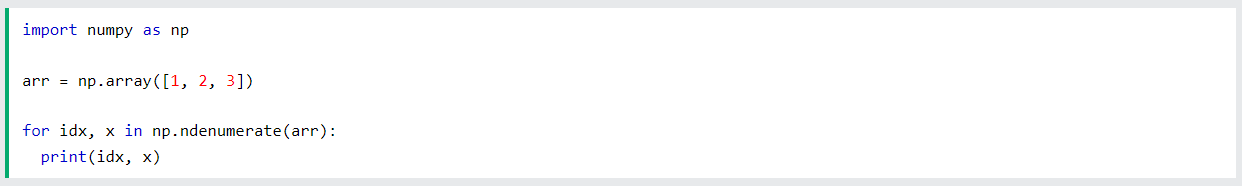 import numpy as np
arr = np.array([1, 2, 3])
for idx, x in np.ndenumerate(arr):
  print(idx, x)